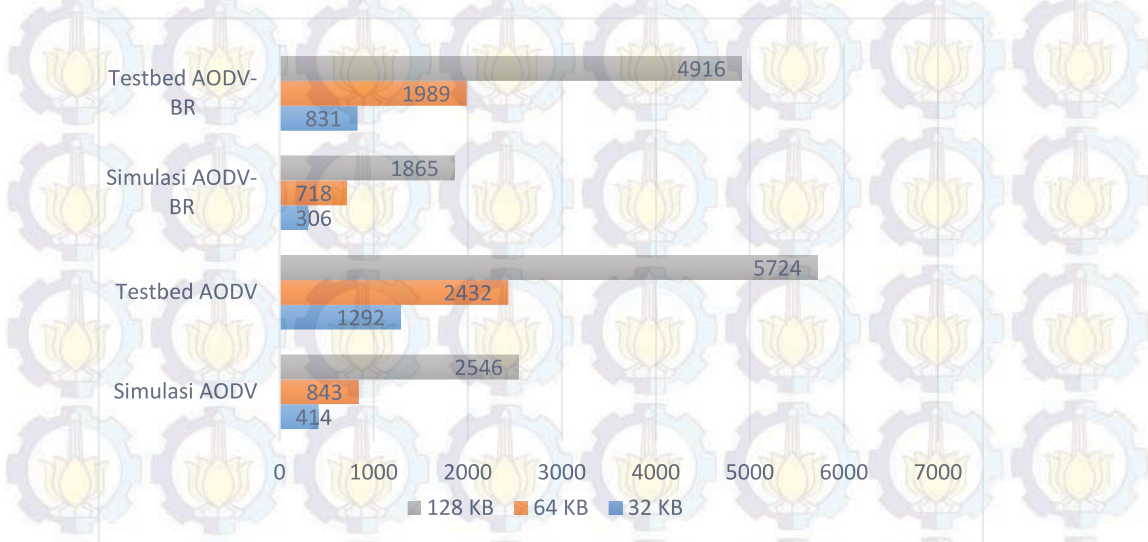 Testbed AODV-
BR
4916
1989
831
Simulasi AODV-
BR
1865
718
306
Testbed AODV
5724
2432
1292
Simulasi AODV
2546
843
414
0 1000 2000 3000 4000 5000 6000 7000
128 KB 64 KB 32 KB